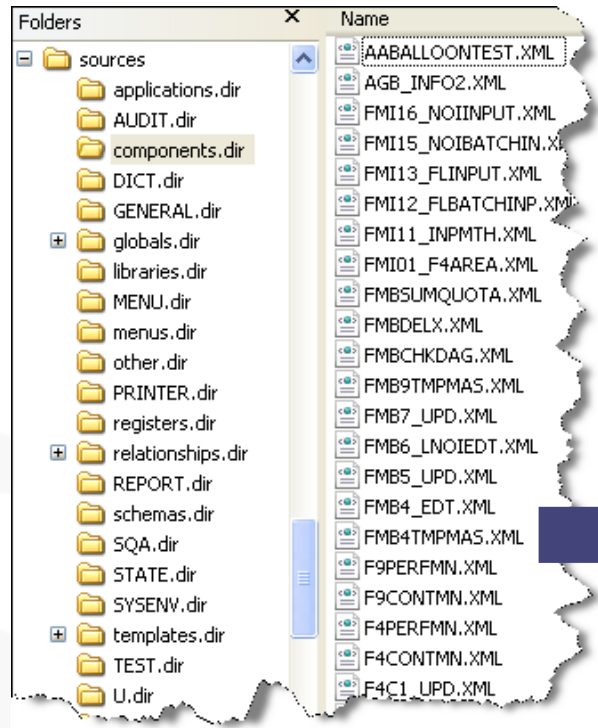 Folders
sources
applications.dir
AUDIT.dir
components.dir
DICT.dir
GENERAL.dir
globals.dir
libraries.dir
MENU.dir
menus.dir
other.dir
PRINTER.dir
registers.dir
relationships.dir
REPORT.dir
schemas.dir
SQA.dir
STATE.dir
SYSENV.dir
templates.dir
TEST.dir
U.dir
Name
AABALLOONTEST.XML
AGB_INFO2.XML
FMI16_NOIINPUT.XML
FMI15_NOIBATCHIN.XM
FMI13_FLINPUT.XML
FMI12_FLBATCHINP.XML
FMI11_INPMTH.XML
FMI01_F4AREA.XML
FMBSUMQUOTA.XML
FMBDELX.XML
FMBCHKDAG.XML
FMB9TMPMAS.XML
FMB7_UPD.XML
FMB6_LNOIEDT.XML
FMB5_UPD.XML
FMB4_EDT.XML
FMB4TMPMAS.XML
F9PERFMN.XML
F9CONTMN.XML
F4PERFMN.XML
F4CONTMN.XML
F4C1_UPD.XML